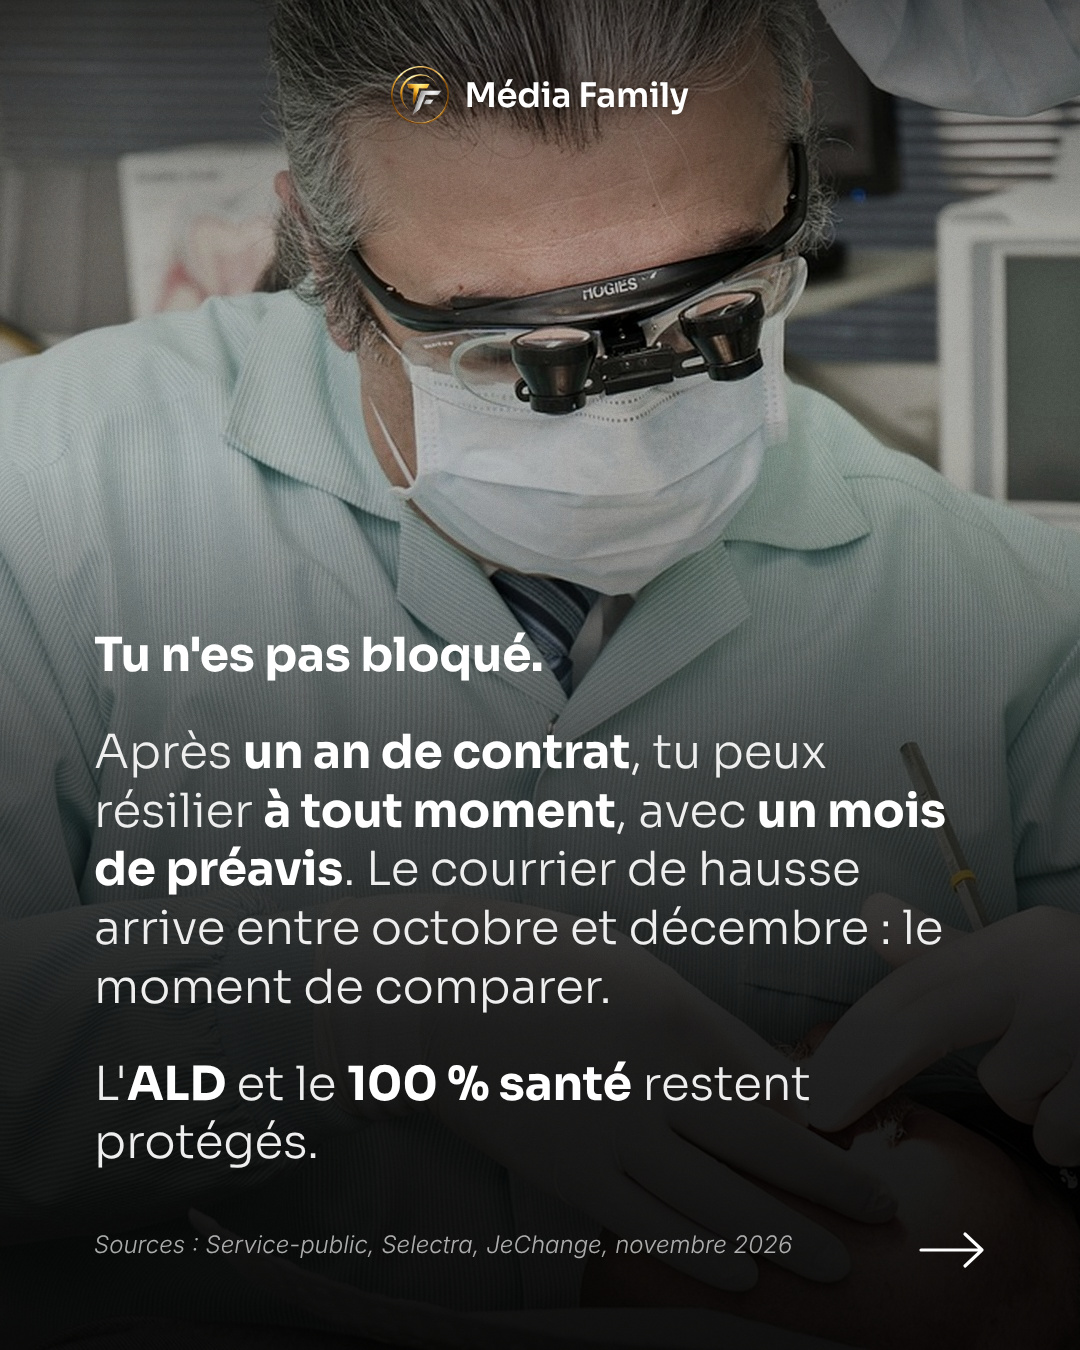 TF Média Family
HOGIES
Tu n'es pas bloqué.
Après un an de contrat, tu peux
résilier à tout moment, avec un mois
de préavis. Le courrier de hausse
arrive entre octobre et décembre : le
moment de comparer.
L'ALD et le 100 % santé restent
protégés.
Sources : Service-public, Selectra, JeChange, novembre 2026